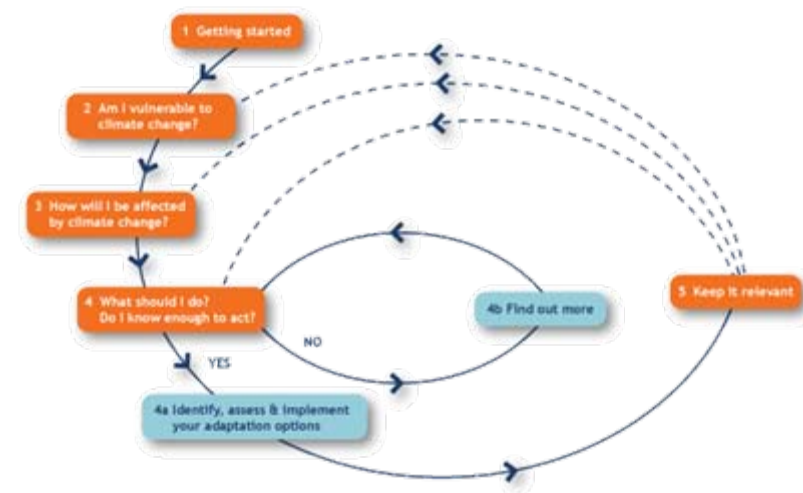 1 Getting started
2 Am I vulnerable to
climate change?
3 How will I be affected
by climate change?
4 What should I do?
Do I know enough to act?
4b Find out more
5 Keep it relevant
NO
YES
4a Identify, assess & implement
your adaptation options